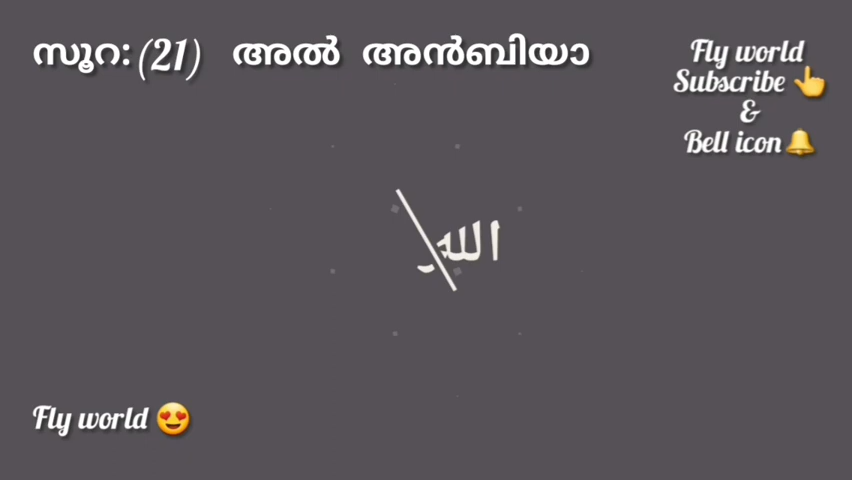 സൂറ: (21) അൽ അൻബിയാ
Fly world
Subscribe 👆
&
Bell icon 🔔
الله
Fly world 😍